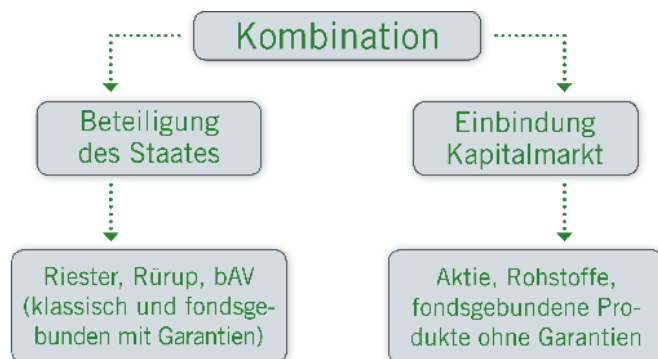 Kombination
Beteiligung
des Staates
Einbindung
Kapitalmarkt
Riester, Rürup, bAV
(klassisch und fondsge-
bunden mit Garantien)
Aktie, Rohstoffe,
fondsgebundene Pro-
dukte ohne Garantien